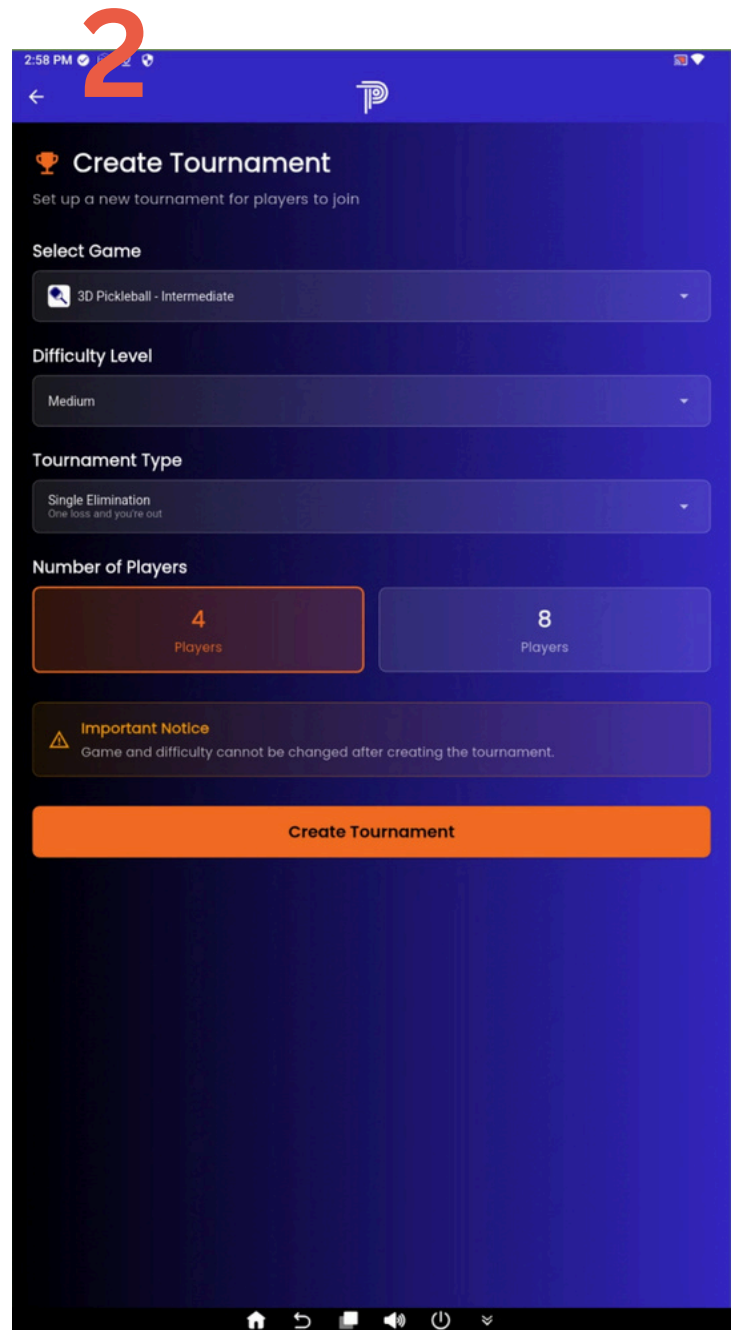 2
2:58 PM
Create Tournament
Set up a new tournament for players to join
Select Game
3D Pickleball - Intermediate
Difficulty Level
Medium
Tournament Type
Single Elimination
One loss and you're out
Number of Players
4
Players
8
Players
Important Notice
Game and difficulty cannot be changed after creating the tournament.
Create Tournament